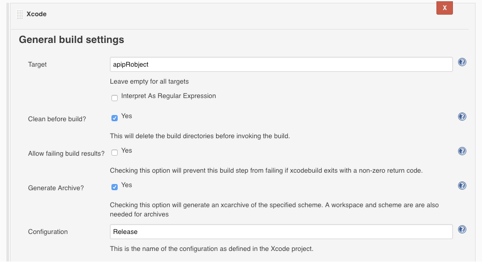 Xcode
X
General build settings
Target
apipRobject
Leave empty for all targets
Interpret As Regular Expression
Clean before build?
Yes
This will delete the build directories before invoking the build.
Allow failing build results?
Yes
Checking this option will prevent this build step from failing if xcodebuild exits with a non-zero return code.
Generate Archive?
Yes
Checking this option will generate an xcarchive of the specified scheme. A workspace and scheme are are also
needed for archives
Configuration
Release
This is the name of the configuration as defined in the Xcode project.